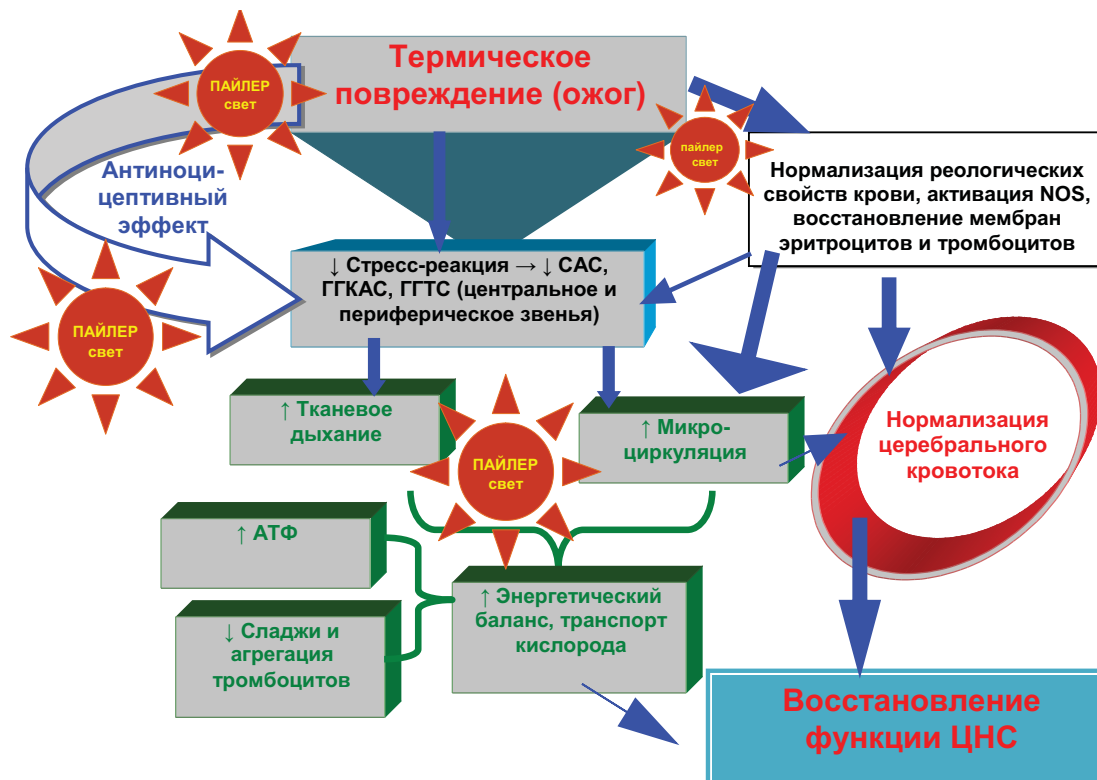 Термическое
повреждение (ожог)
ПАЙЛЕР
свет
пайлер
свет
Антиноци-
цептивный
эффект
Нормализация реологических
свойств крови, активация NOS,
восстановление мембран
эритроцитов и тромбоцитов
↓ Стресс-реакция → ↓ САС,
ГГКАС, ГГТС (центральное и
периферическое звенья)
ПАЙЛЕР
свет
↑ Тканевое
дыхание
ПАЙЛЕР
свет
↑ Микро-
циркуляция
Нормализация
церебрального
кровотока
↑ АТФ
↑ Энергетический
баланс, транспорт
кислорода
↓ Сладжи и
агрегация
тромбоцитов
Восстановление
функции ЦНС